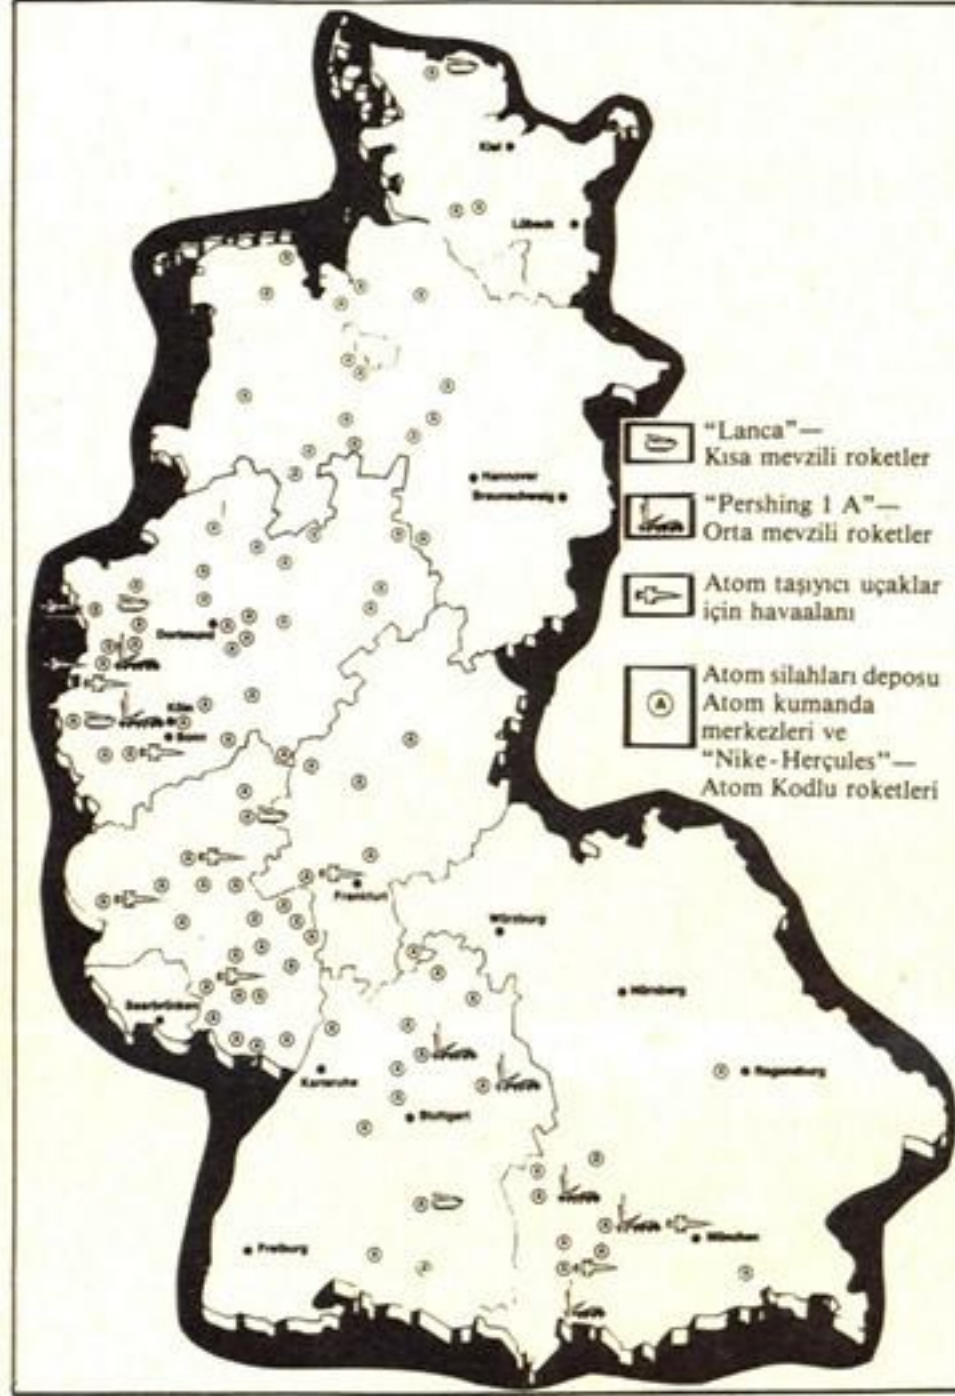 Kiel
Lübeck
Hannover
Braunschweig
"Lanca"—
Kısa mevzili roketler
"Pershing 1 A"—
Orta mevzili roketler
Atom taşıyıcı uçaklar
için havaalanı
A
Atom silahları deposu
Atom kumanda
merkezleri ve
"Nike-Herçules"—
Atom Kodlu roketleri
Dortmund
Köln
Bonn
Frankfurt
Würzburg
Nürnberg
Saarbrücken
Karlsruhe
Regensburg
Stuttgart
Freiburg
München